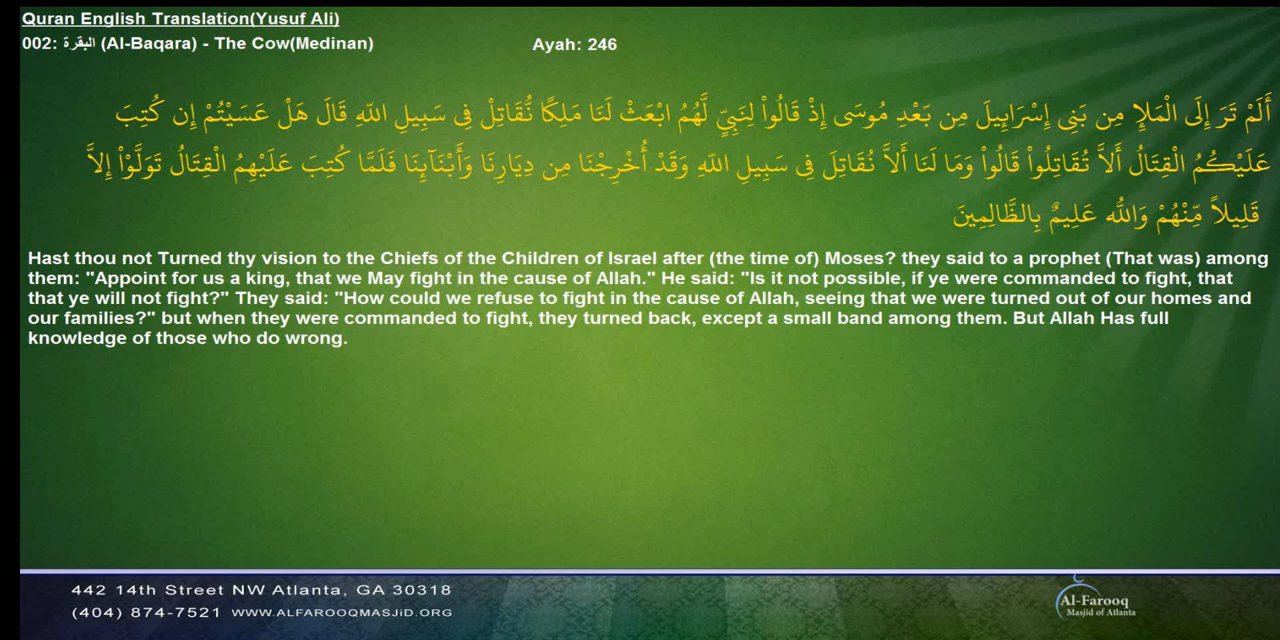 Quran English Translation(Yusuf Ali)
002: البقرة (Al-Baqara) - The Cow(Medinan)
Ayah: 246
أَلَمْ تَرَ إِلَى الْمَلإِ مِن بَنِى إِسْرَاءِيلَ مِن بَعْدِ مُوسَى إِذْ قَالُواْ لِنَبِىٍّ لَّهُمُ ابْعَثْ لَنَا مَلِكًا نُّقَاتِلْ فِى سَبِيلِ اللّهِ قَالَ هَلْ عَسَيْتُمْ إِن كُتِبَ
عَلَيْكُمُ الْقِتَالُ أَلاَّ تُقَاتِلُواْ قَالُواْ وَمَا لَنَا أَلاَّ نُقَاتِلَ فِى سَبِيلِ اللّهِ وَقَدْ أُخْرِجْنَا مِن دِيَارِنَا وَأَبْنَآئِنَا فَلَمَّا كُتِبَ عَلَيْهِمُ الْقِتَالُ تَوَلَّوْاْ إِلاَّ
قَلِيلاً مِّنْهُمْ وَاللّهُ عَلِيمٌ بِالظَّالِمِينَ
Hast thou not Turned thy vision to the Chiefs of the Children of Israel after (the time of) Moses? they said to a prophet (That was) among
them: "Appoint for us a king, that we May fight in the cause of Allah." He said: "Is it not possible, if ye were commanded to fight, that
that ye will not fight?" They said: "How could we refuse to fight in the cause of Allah, seeing that we were turned out of our homes and
our families?" but when they were commanded to fight, they turned back, except a small band among them. But Allah Has full
knowledge of those who do wrong.
442 14th Street NW Atlanta, GA 30318
(404) 874-7521 WWW.ALFAROOQMASJiD.ORG
Al-Farooq
Masjid of Atlanta